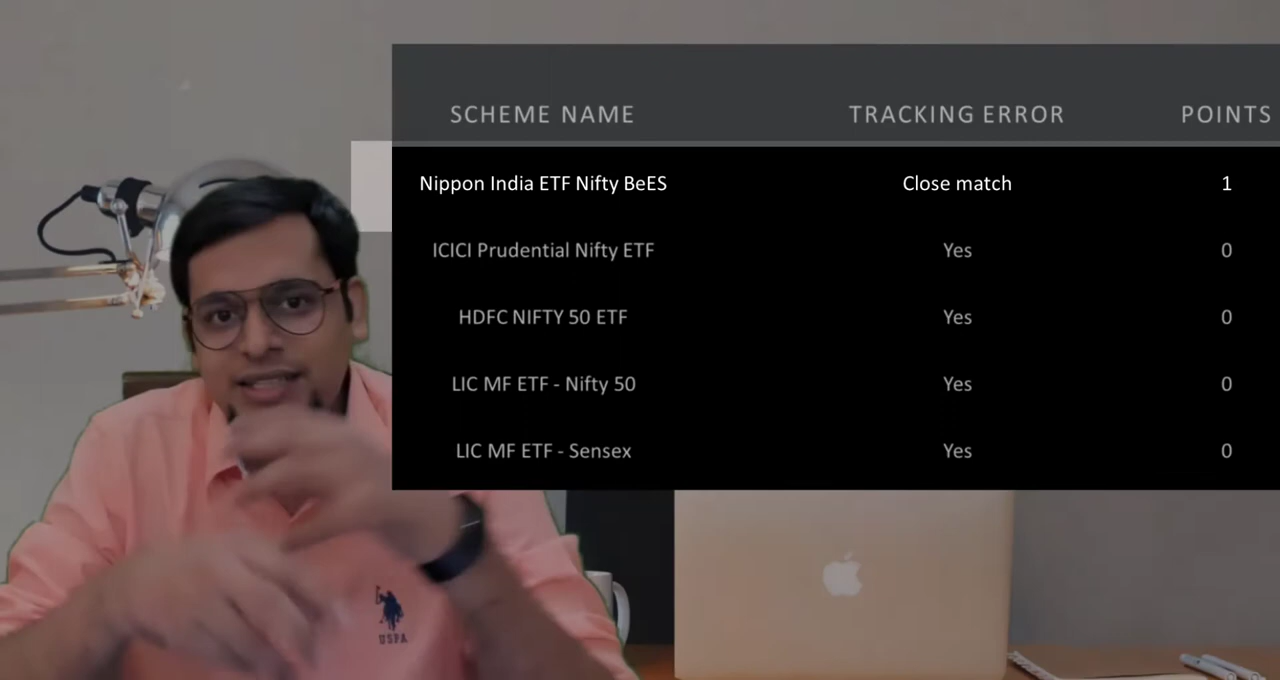 SCHEME NAME TRACKING ERROR POINTS
Nippon India ETF Nifty BeES Close match 1
ICICI Prudential Nifty ETF Yes 0
HDFC NIFTY 50 ETF Yes 0
LIC MF ETF - Nifty 50 Yes 0
LIC MF ETF - Sensex Yes 0
USPA